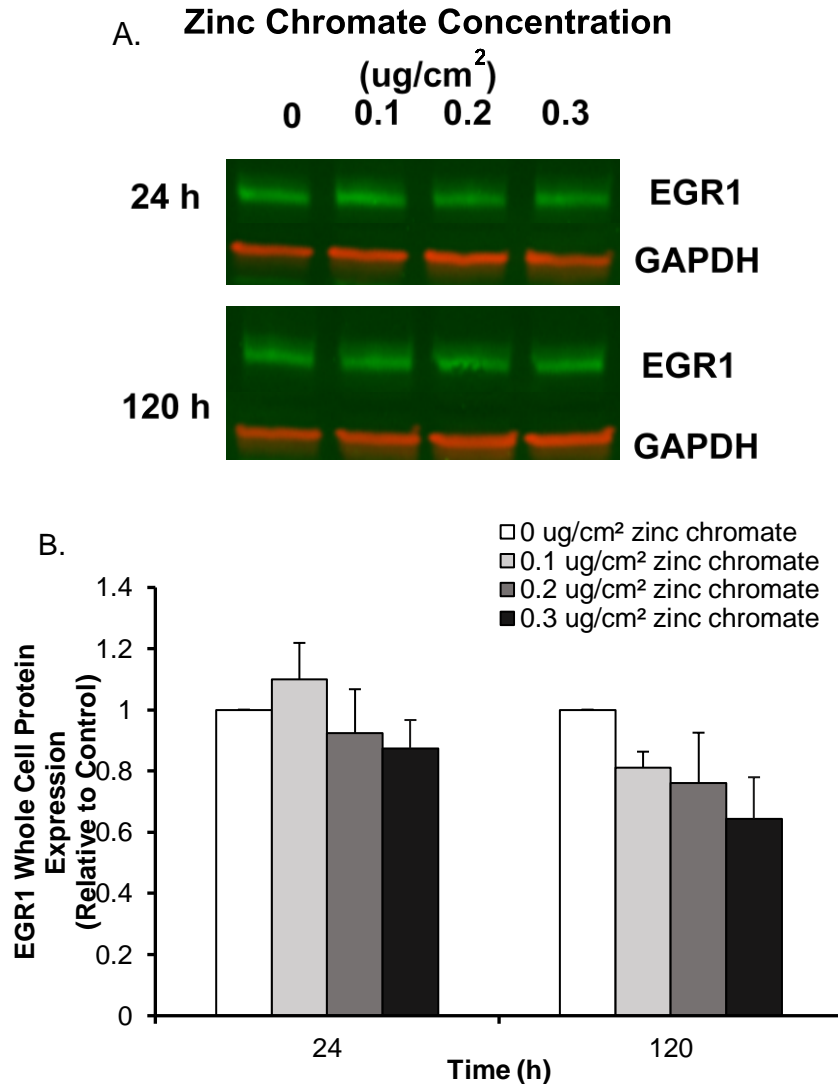 A.
Zinc Chromate Concentration
(ug/cm²)
0 0.1 0.2 0.3
24 h
EGR1
GAPDH
120 h
EGR1
GAPDH
B.
0 ug/cm² zinc chromate
0.1 ug/cm² zinc chromate
0.2 ug/cm² zinc chromate
0.3 ug/cm² zinc chromate
EGR1 Whole Cell Protein
Expression
(Relative to Control)
1.4
1.2
1
0.8
0.6
0.4
0.2
0
24 120
Time (h)